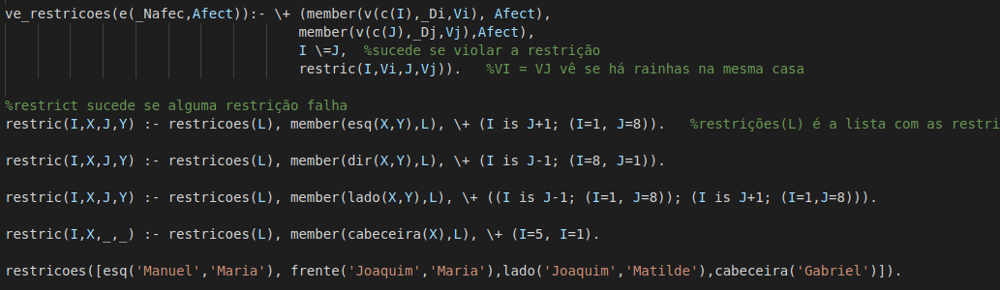 ve_restricoes(e(_Nafec,Afect)):- \+ (member(v(c(I),_Di,Vi), Afect),
member(v(c(J),_Dj,Vj),Afect),
I \=J,  %sucede se violar a restrição
restric(I,Vi,J,Vj)).   %VI = VJ vê se há rainhas na mesma casa
%restrict sucede se alguma restrição falha
restric(I,X,J,Y) :- restricoes(L), member(esq(X,Y),L), \+ (I is J+1; (I=1, J=8)).   %restrições(L) é a lista com as restri
restric(I,X,J,Y) :- restricoes(L), member(dir(X,Y),L), \+ (I is J-1; (I=8, J=1)).
restric(I,X,J,Y) :- restricoes(L), member(lado(X,Y),L), \+ ((I is J-1; (I=1, J=8)); (I is J+1; (I=1,J=8))).
restric(I,X,_,_) :- restricoes(L), member(cabeceira(X),L), \+ (I=5, I=1).
restricoes([esq('Manuel','Maria'), frente('Joaquim','Maria'),lado('Joaquim','Matilde'),cabeceira('Gabriel')]).